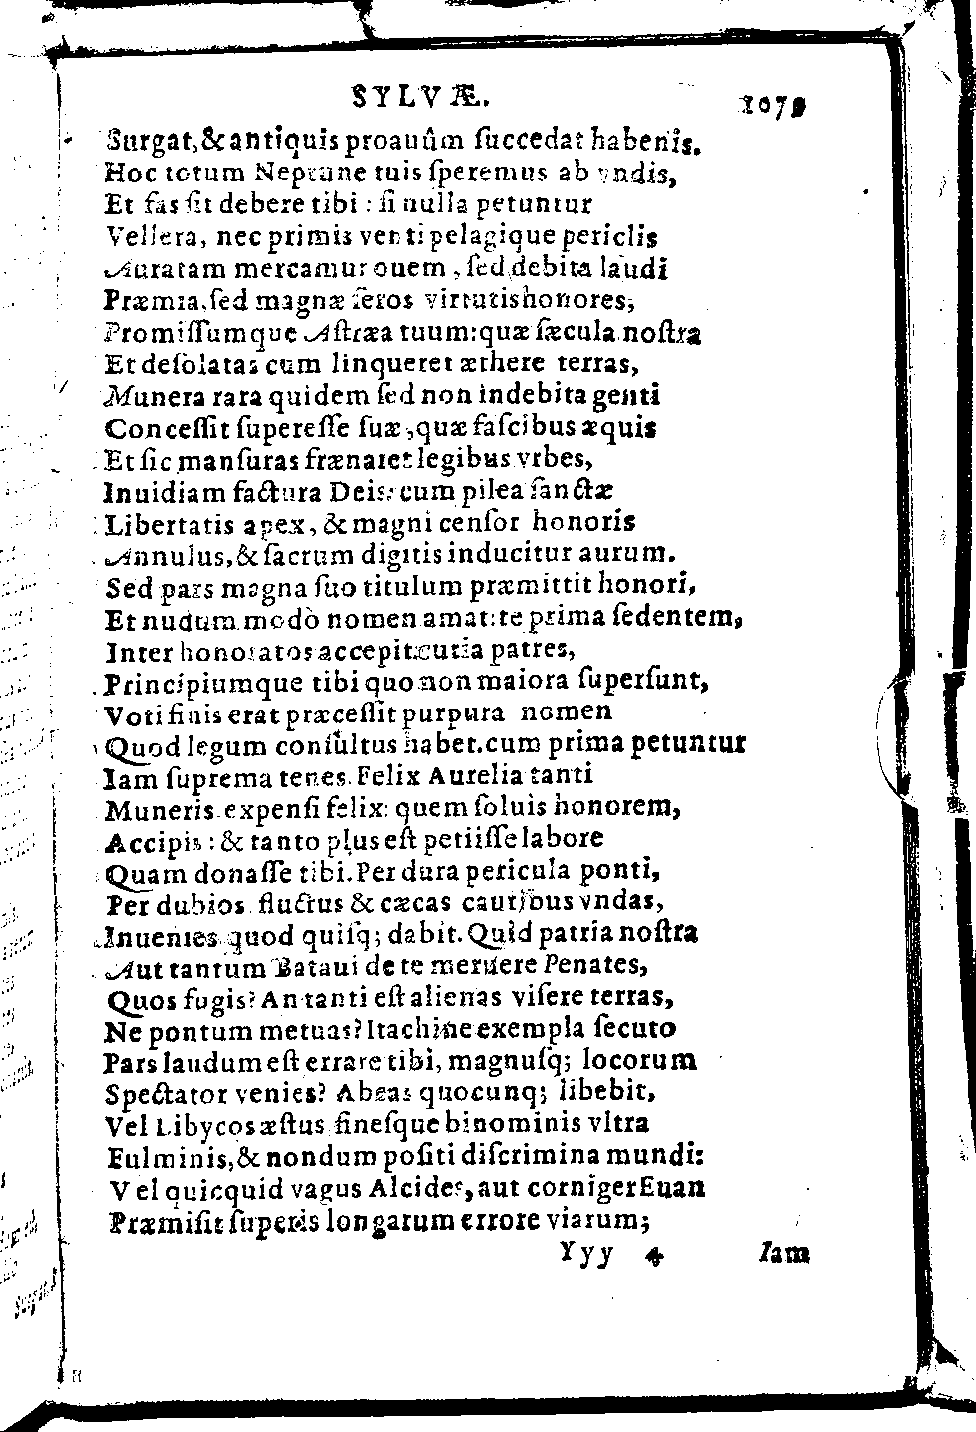 SYLVÆ. 1079
Surgat, & antiquis proauûm ſuccedat habenis.
Hoc totum Neptune tuis ſperemus ab vndis,
Et fas ſit debere tibi : ſi nulla petuntur
Vellera, nec primis venti pelagique periclis
Auratam mercamur ouem, ſed debita laudi
Præmia, ſed magnæ ſeros virtutis honores;
Promiſſumque Aſtræa tuum: quæ ſæcula noſtra
Et deſolatas cum linqueret æthere terras,
Munera rara quidem ſed non indebita genti
Conceſſit ſupereſſe ſuæ, quæ faſcibus æquis
Et ſic manſuras frænaret legibus vrbes,
Inuidiam factura Deis: cum pilea ſanctæ
Libertatis apex, & magni cenſor honoris
Annulus, & ſacrum digitis inducitur aurum.
Sed pars magna ſuo titulum præmittit honori,
Et nudum modò nomen amat: te prima ſedentem,
Inter honoratos accepit curia patres,
Principiumque tibi quo non maiora ſuperſunt,
Voti finis erat præceſſit purpura nomen
Quod legum conſultus habet. cum prima petuntur
Iam ſuprema tenes. Felix Aurelia tanti
Muneris expenſi felix: quem ſoluis honorem,
Accipis : & tanto plus eſt petiiſſe labore
Quam donaſſe tibi. Per dura pericula ponti,
Per dubios fluctus & cæcas cautibus vndas,
Inuenies quod quiſq; dabit. Quid patria noſtra
Aut tantum Bataui de te meruere Penates,
Quos fugis? An tanti eſt alienas viſere terras,
Ne pontum metuas? Ita chine exempla ſecuto
Pars laudum eſt errare tibi, magnuſq; locorum
Spectator venies? Abeas quocunq; libebit,
Vel Libycos æſtus fineſque binominis vltra
Fulminis, & nondum poſiti diſcrimina mundi:
Vel quicquid vagus Alcides, aut corniger Euan
Præmiſit ſuperis longarum errore viarum;
Yyy 4 Iam